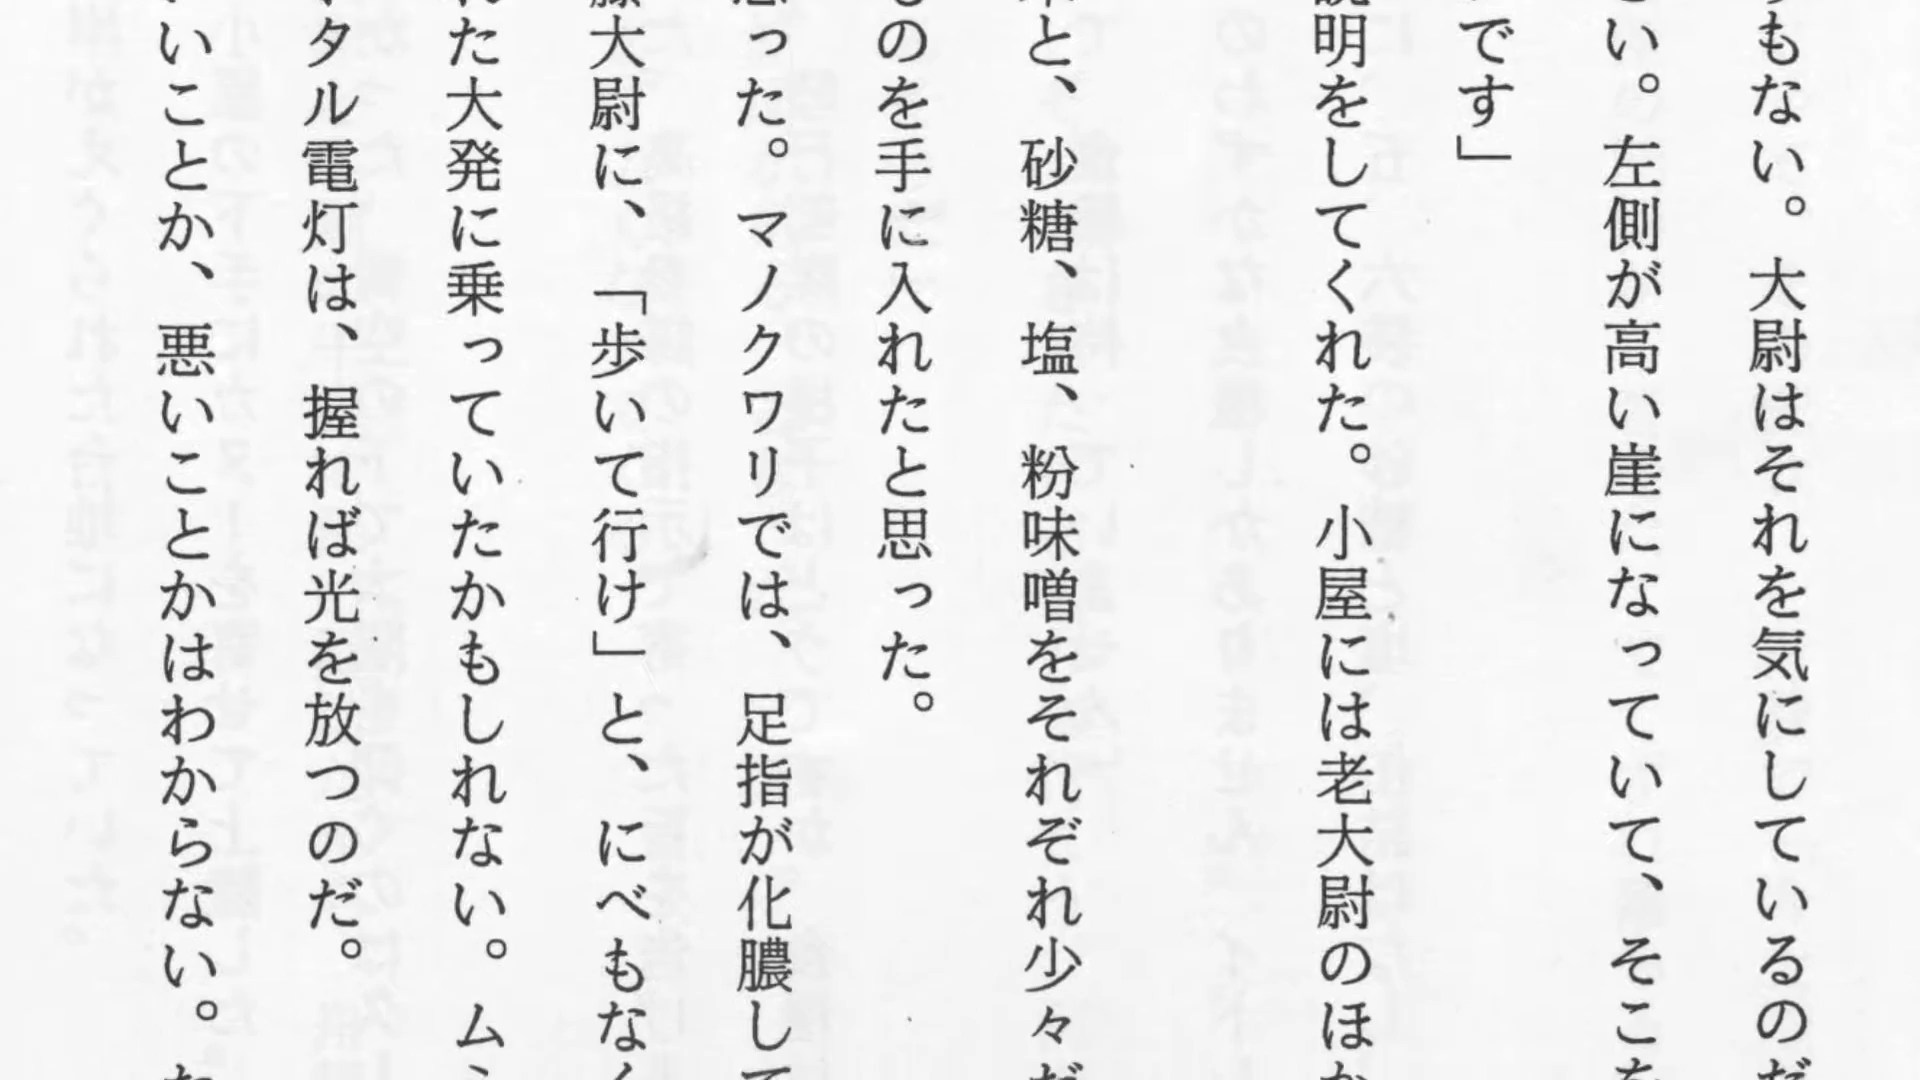 もない。大尉はそれを気にしているのだ
い。左側が高い崖になっていて、そこを
です」
説明をしてくれた。小屋には老大尉のほか
と、砂糖、塩、粉味噌をそれぞれ少々だ
ものを手に入れたと思った。
思った。マノクワリでは、足指が化膿して
藤大尉に、「歩いて行け」と、にべもなく
れた大発に乗っていたかもしれない。ム
タル電灯は、握れば光を放つのだ。
いいことか、悪いことかはわからない。た